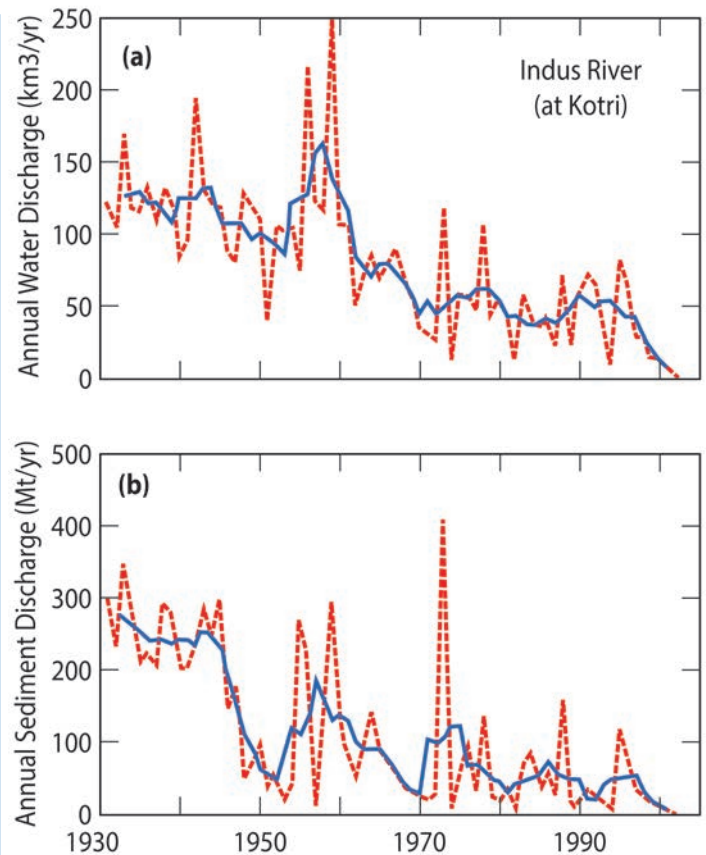 Annual Water Discharge (km3/yr)
250
200
150
100
50
0
(a)
Indus River
(at Kotri)
Annual Sediment Discharge (Mt/yr)
500
400
300
200
100
0
(b)
1930 1950 1970 1990